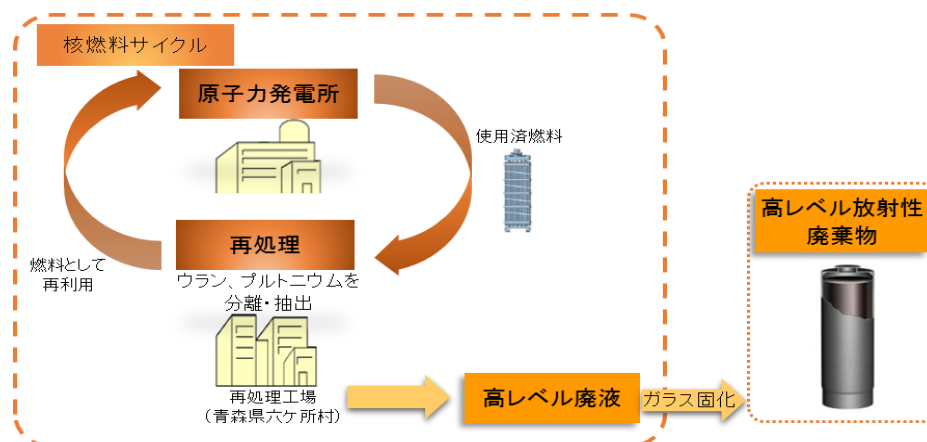 核燃料サイクル
原子力発電所
使用済燃料
再処理
ウラン、プルトニウムを
分離・抽出
燃料として
再利用
再処理工場
（青森県六ケ所村）
高レベル廃液
ガラス固化
高レベル放射性
廃棄物